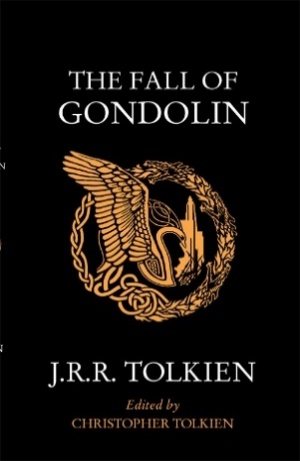 THE FALL OF
GONDOLIN
J.R.R. TOLKIEN
Edited by
CHRISTOPHER TOLKIEN